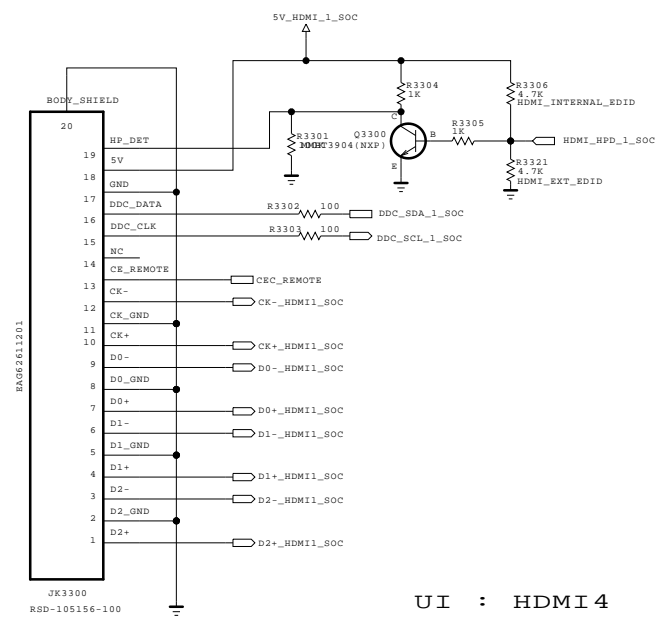 5V_HDMI_1_SOC
BODY_SHIELD
20
R3304
1K
R3306
4.7K
HDMI_INTERNAL_EDID
C
Q3300
MMBT3904(NXP)
R3301
B
R3305
1K
HDMI_HPD_1_SOC
E
R3321
4.7K
HDMI_EXT_EDID
19
HP_DET
18
5V
17
GND
16
DDC_DATA
R3302
100
DDC_SDA_1_SOC
15
DDC_CLK
R3303
100
DDC_SCL_1_SOC
14
NC
13
CE_REMOTE
CEC_REMOTE
12
CK-
CK-_HDMI1_SOC
11
CK_GND
10
CK+
CK+_HDMI1_SOC
9
D0-
D0-_HDMI1_SOC
8
D0_GND
7
D0+
D0+_HDMI1_SOC
6
D1-
D1-_HDMI1_SOC
5
D1_GND
4
D1+
D1+_HDMI1_SOC
3
D2-
D2-_HDMI1_SOC
2
D2_GND
1
D2+
D2+_HDMI1_SOC
EAG62611201
JK3300
RSD-105156-100
UI : HDMI4